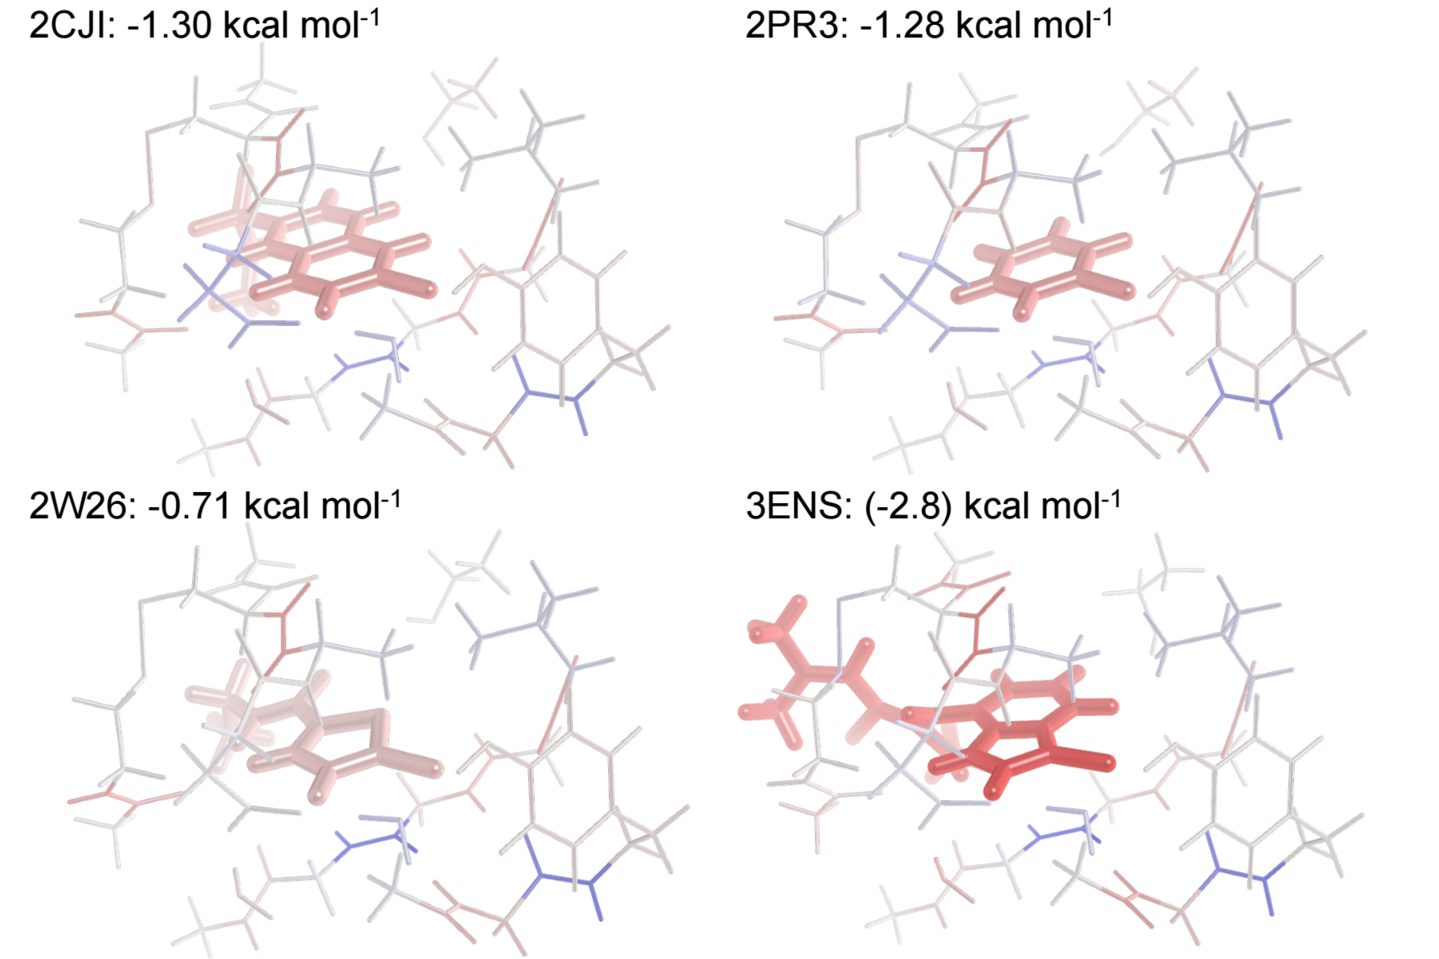 2CJI: -1.30 kcal mol⁻¹
2PR3: -1.28 kcal mol⁻¹
2W26: -0.71 kcal mol⁻¹
3ENS: (-2.8) kcal mol⁻¹